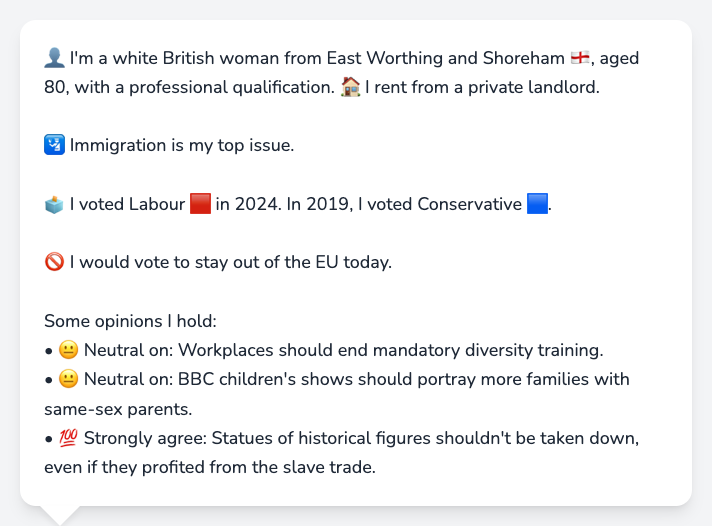 👤 I'm a white British woman from East Worthing and Shoreham 🏴󠁧󠁢󠁥󠁮󠁧󠁿, aged
80, with a professional qualification. 🏠 I rent from a private landlord.
🛂 Immigration is my top issue.
🗳️ I voted Labour 🟥 in 2024. In 2019, I voted Conservative 🟦.
🚫 I would vote to stay out of the EU today.
Some opinions I hold:
• 😐 Neutral on: Workplaces should end mandatory diversity training.
• 😐 Neutral on: BBC children's shows should portray more families with
same-sex parents.
• 💯 Strongly agree: Statues of historical figures shouldn't be taken down,
even if they profited from the slave trade.